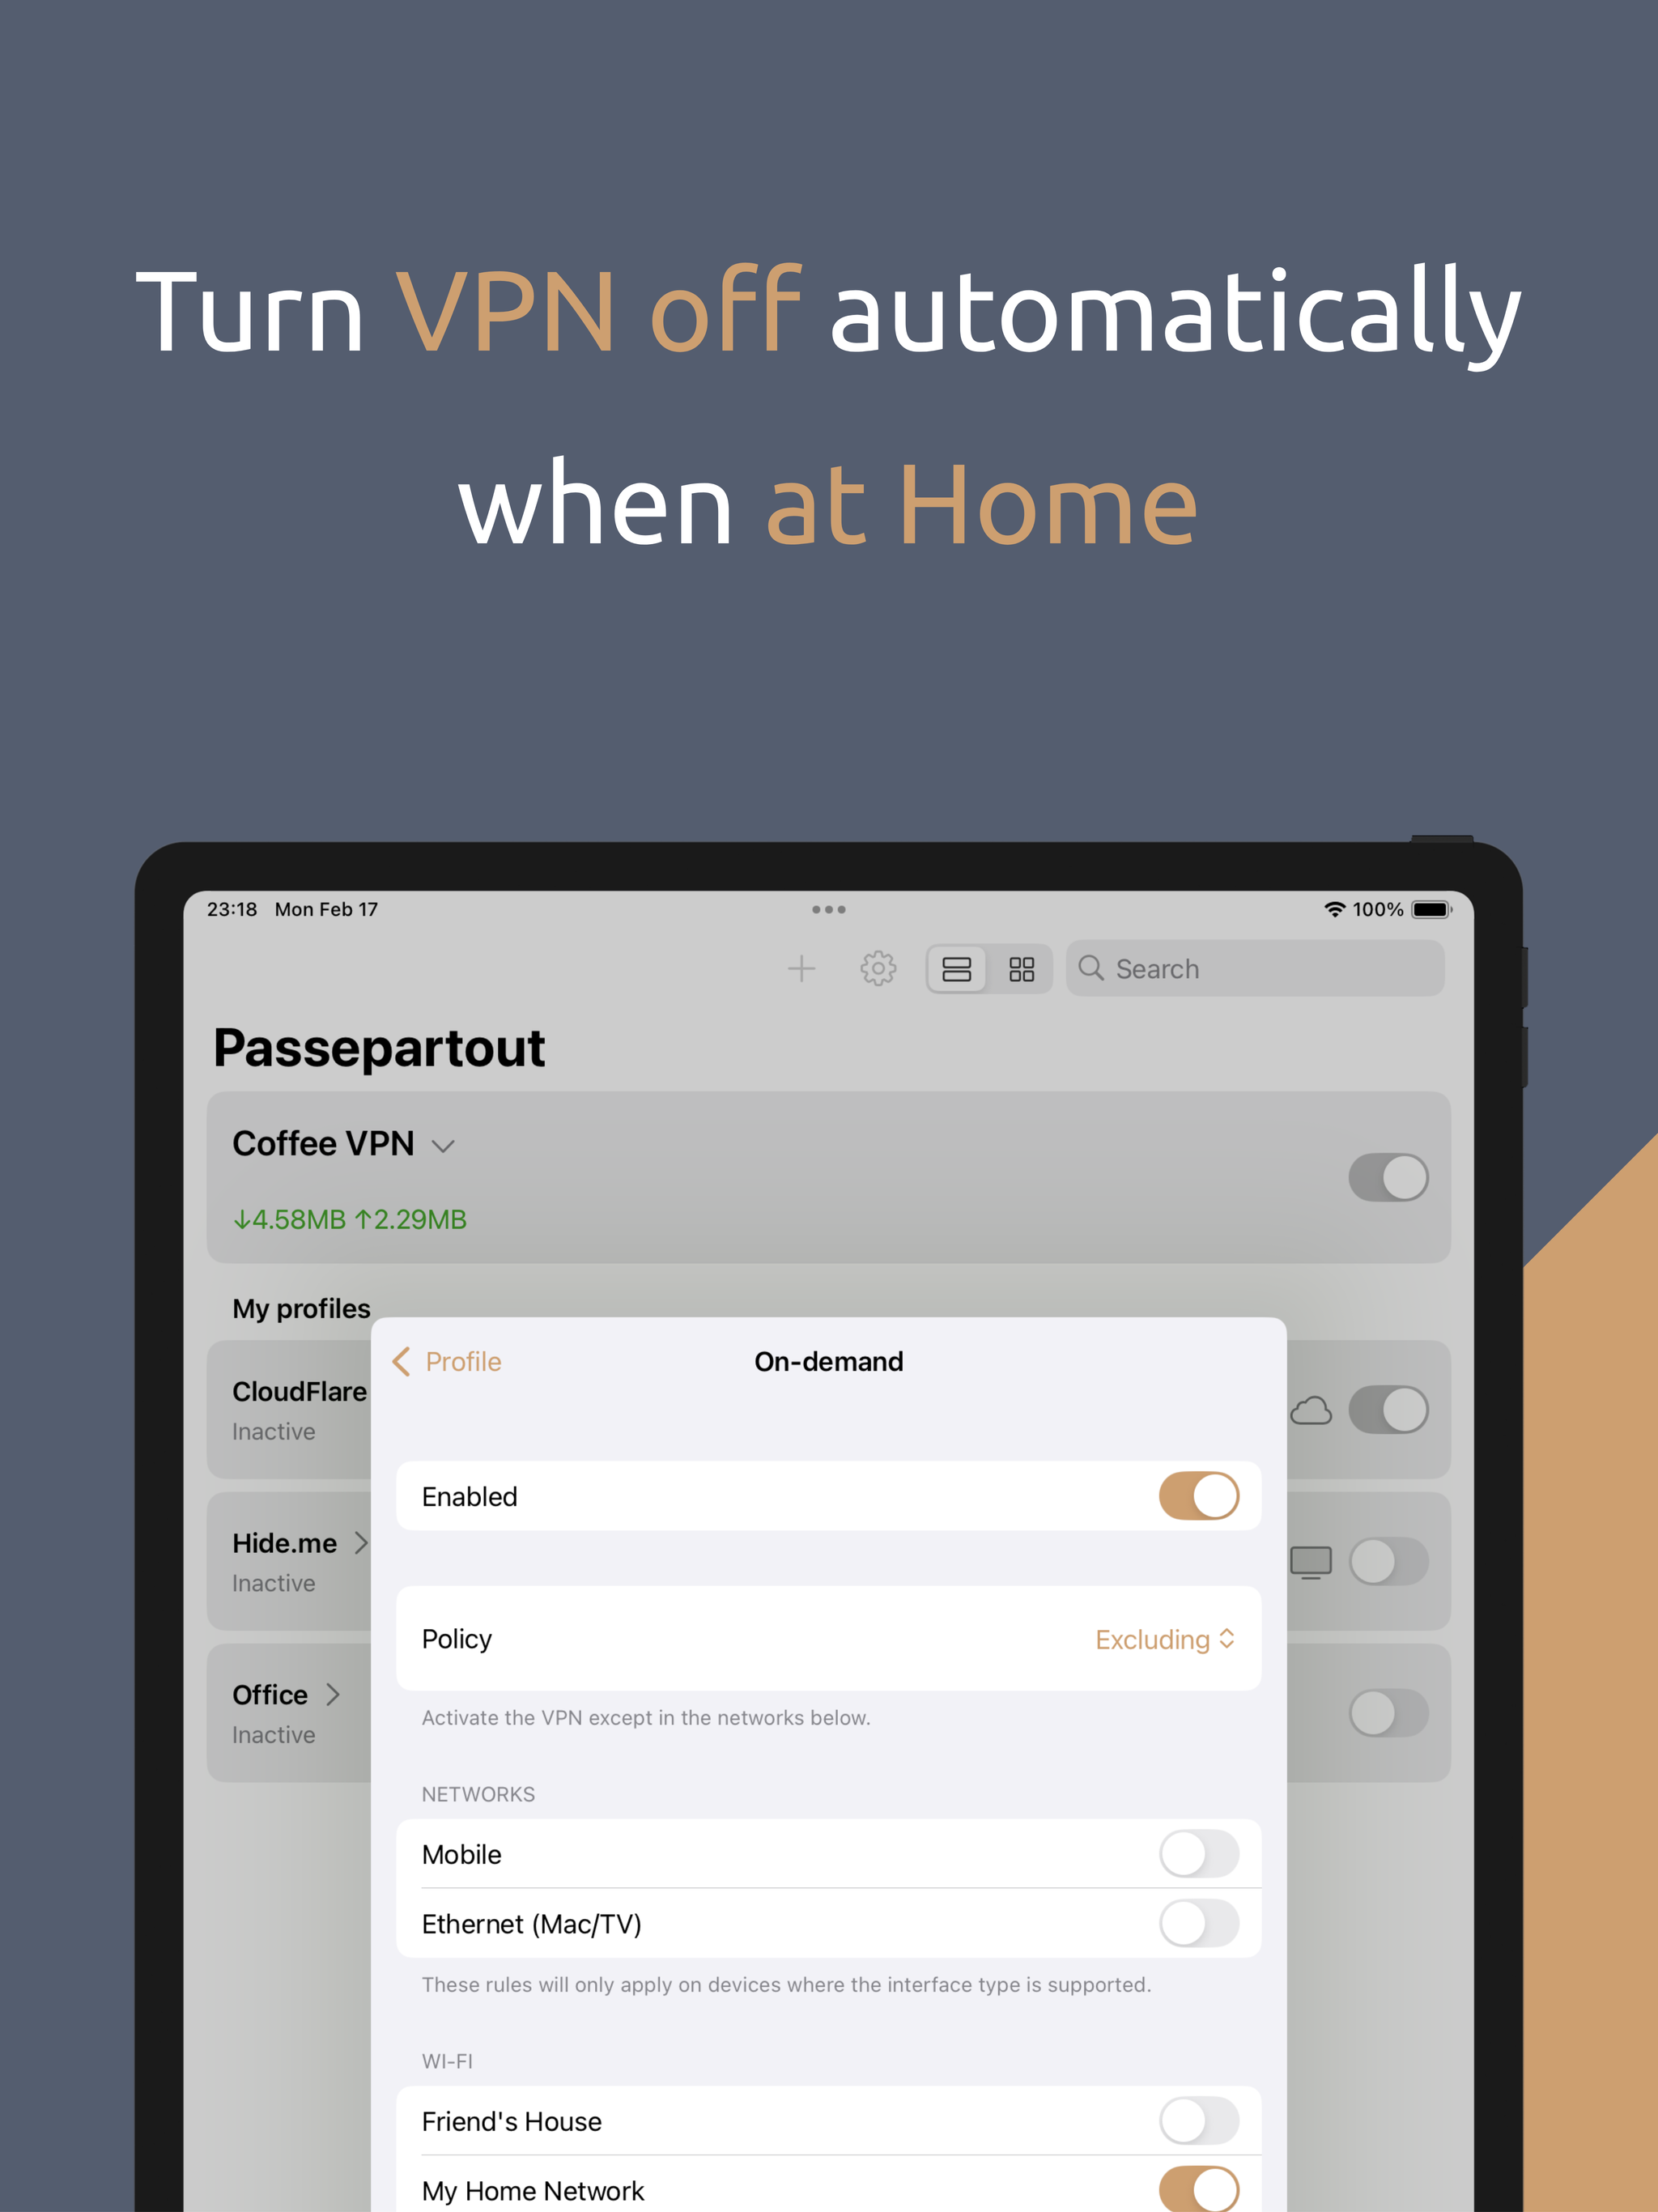 Turn VPN off automatically
when at Home
23:18 Mon Feb 17
100%
Search
Passepartout
Coffee VPN
↓4.58MB ↑2.29MB
My profiles
Profile
On-demand
CloudFlare
Inactive
Enabled
Hide.me
Inactive
Policy
Excluding
Office
Inactive
Activate the VPN except in the networks below.
NETWORKS
Mobile
Ethernet (Mac/TV)
These rules will only apply on devices where the interface type is supported.
WI-FI
Friend's House
My Home Network